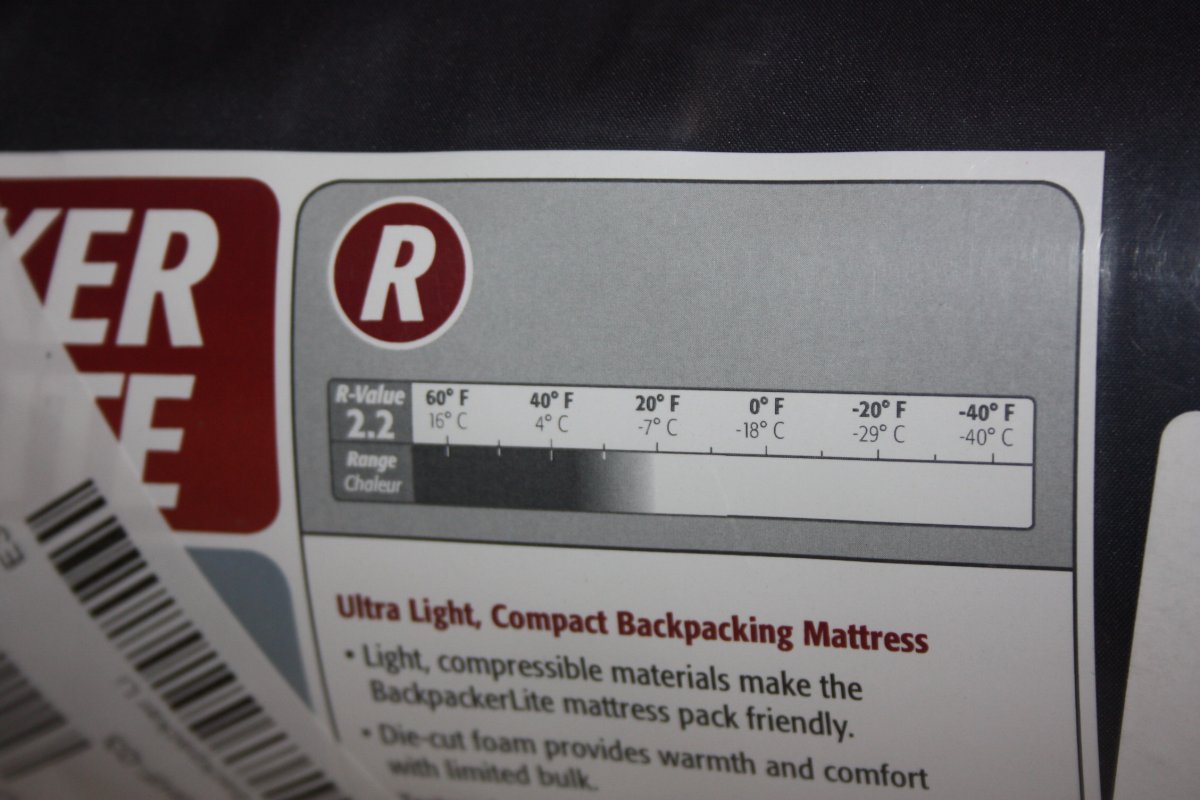 KER
TE
R
R-Value
2.2
60° F 40° F 20° F 0° F -20° F -40° F
16° C 4° C -7° C -18° C -29° C -40° C
Range
Chaleur
Ultra Light, Compact Backpacking Mattress
• Light, compressible materials make the
BackpackerLite mattress pack friendly.
• Die-cut foam provides warmth and comfort
with limited bulk.